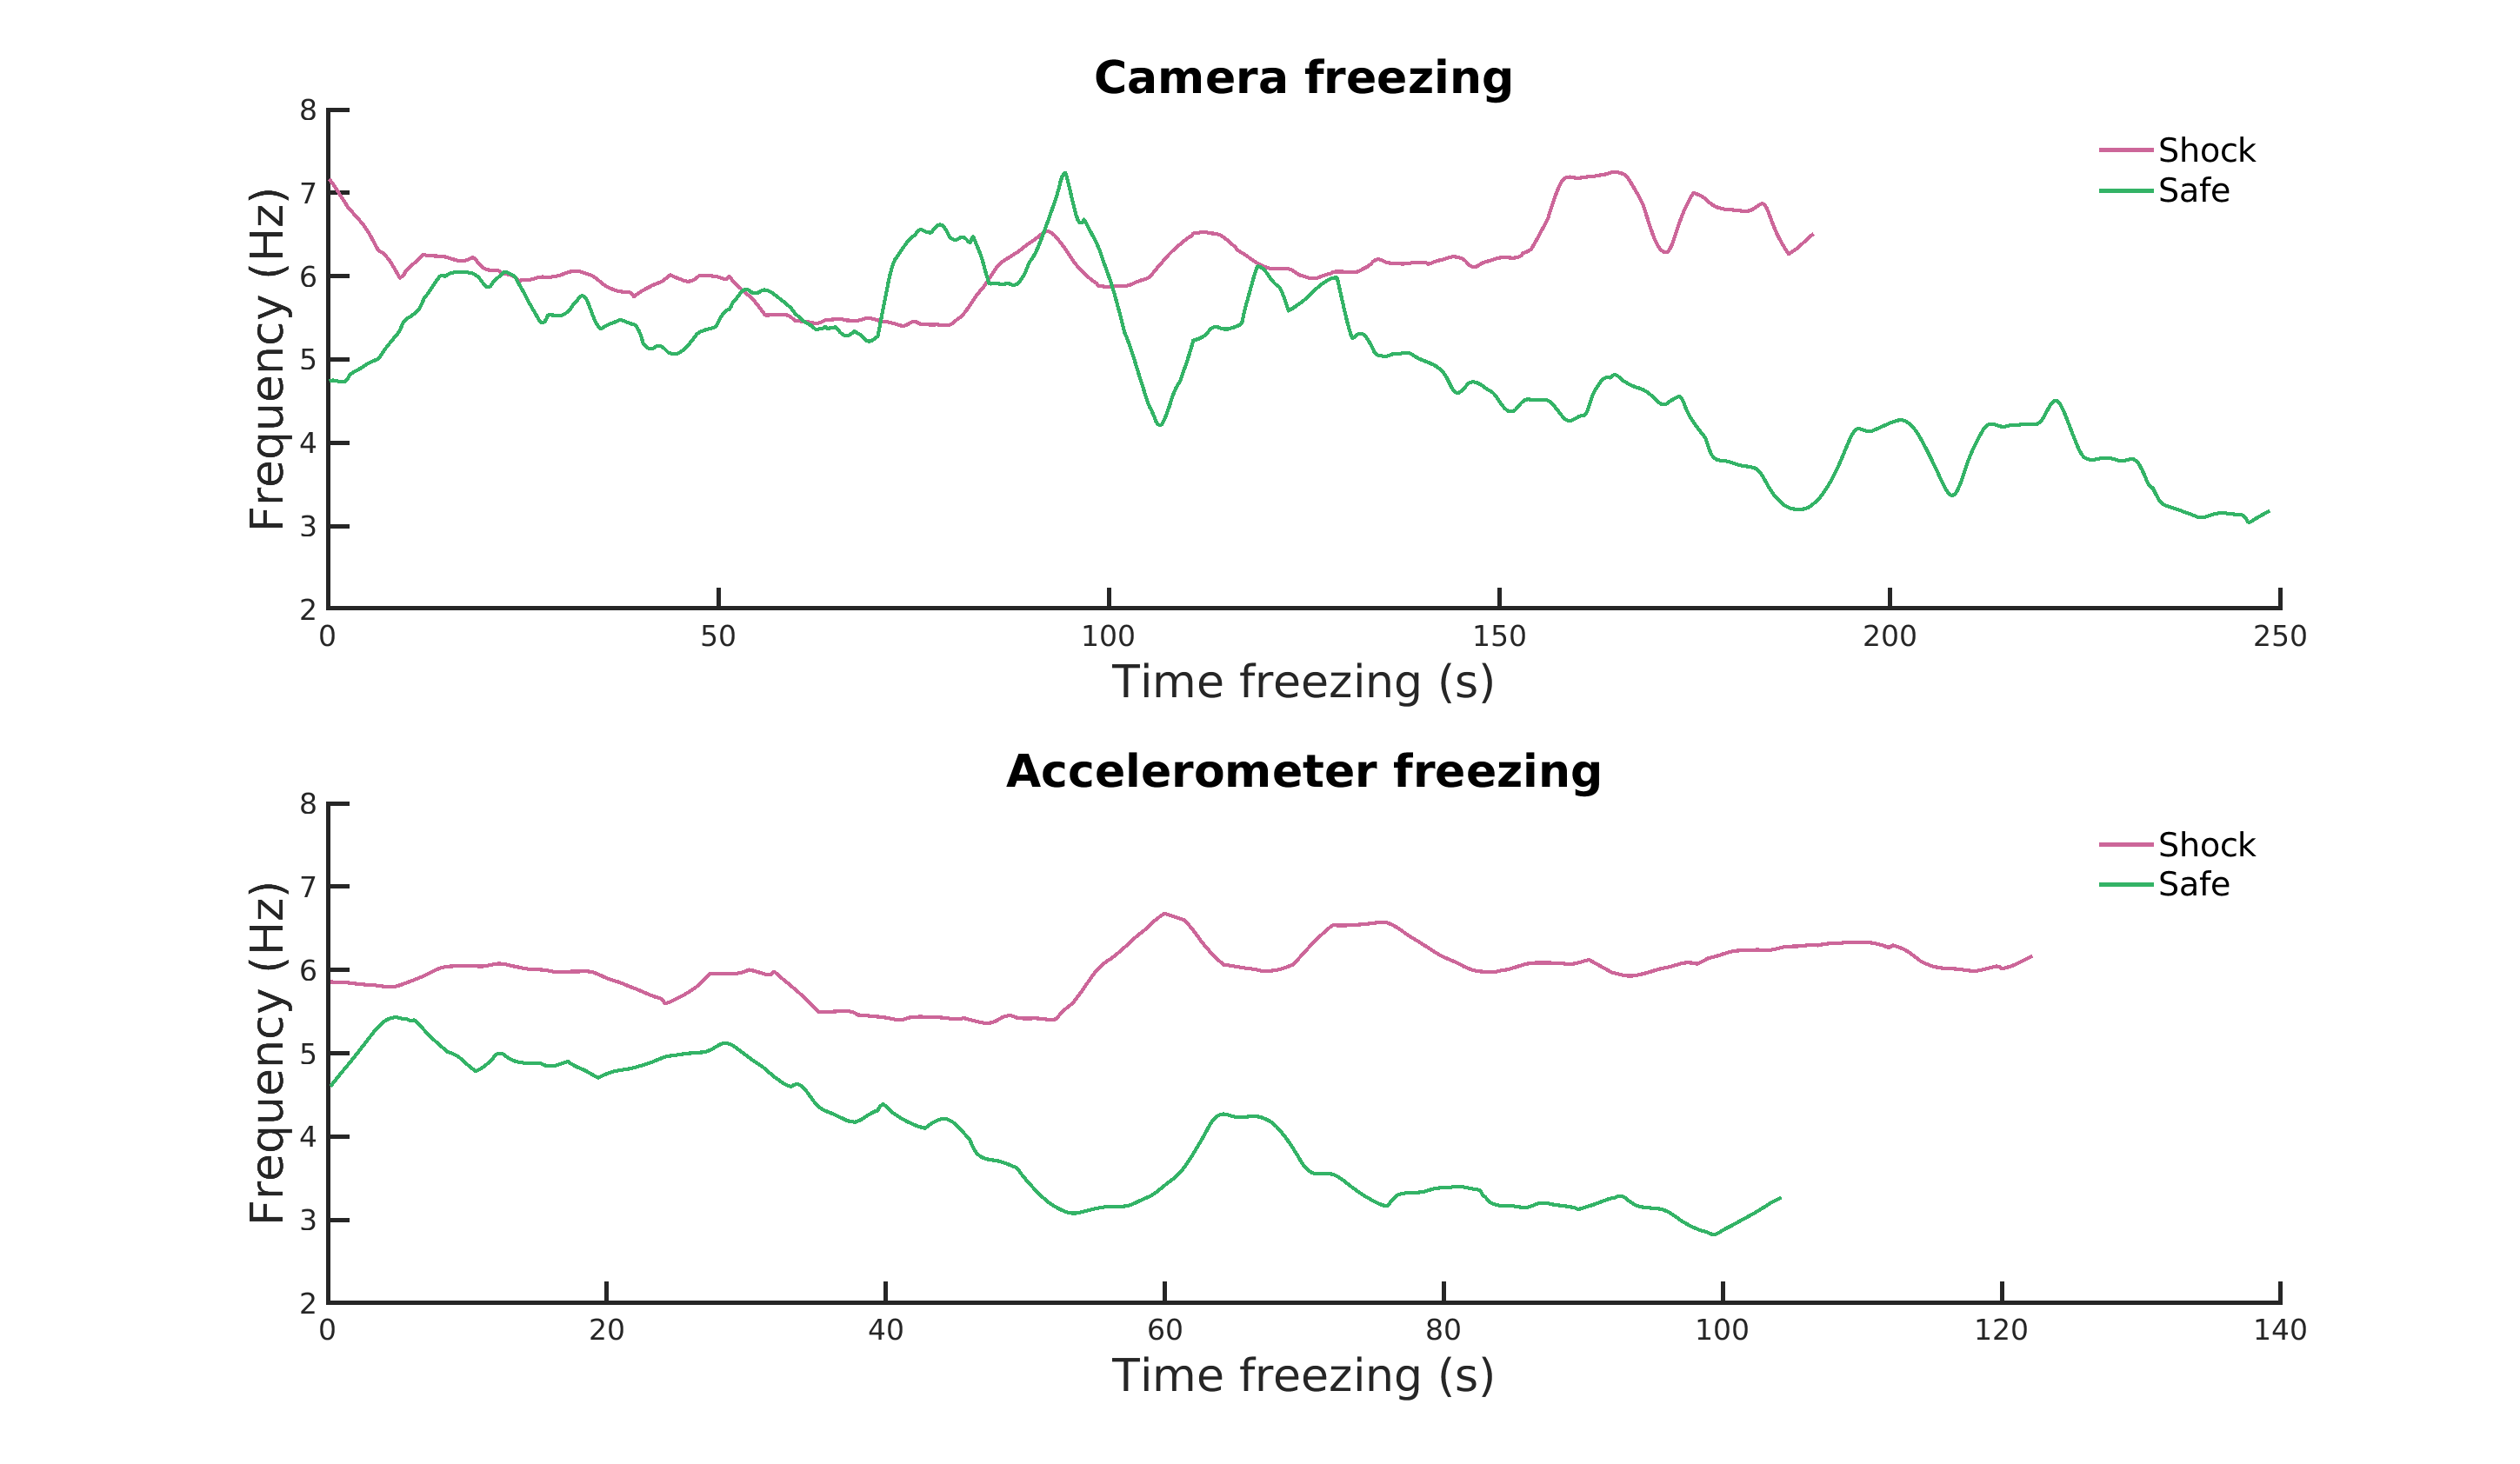 Camera freezing
8
7
6
5
4
3
2
Frequency (Hz)
Shock
Safe
0 50 100 150 200 250
Time freezing (s)
Accelerometer freezing
8
7
6
5
4
3
2
Frequency (Hz)
Shock
Safe
0 20 40 60 80 100 120 140
Time freezing (s)